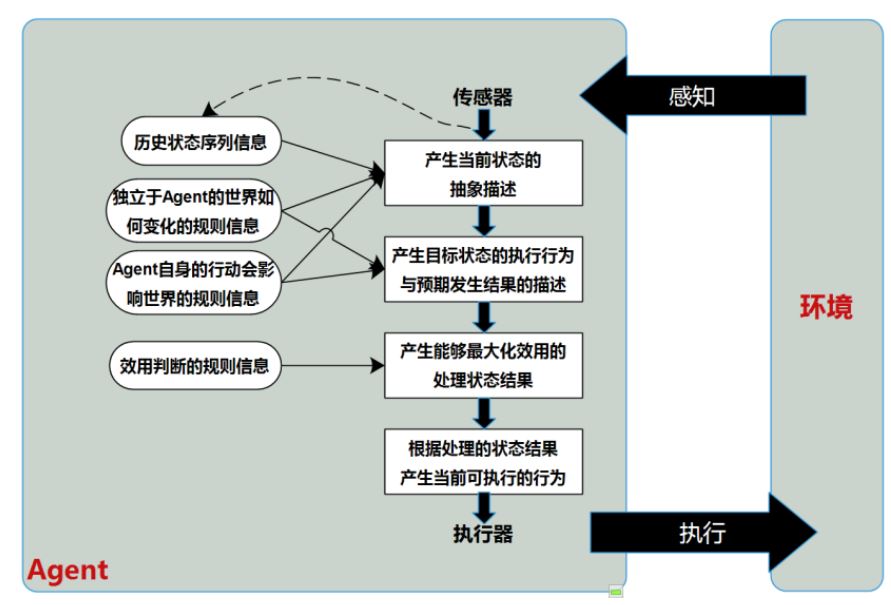 传感器
感知
历史状态序列信息
产生当前状态的
抽象描述
独立于Agent的世界如
何变化的规则信息
产生目标状态的执行行为
与预期发生结果的描述
Agent自身的行动会影
响世界的规则信息
环境
效用判断的规则信息
产生能够最大化效用的
处理状态结果
根据处理的状态结果
产生当前可执行的行为
执行器
执行
Agent